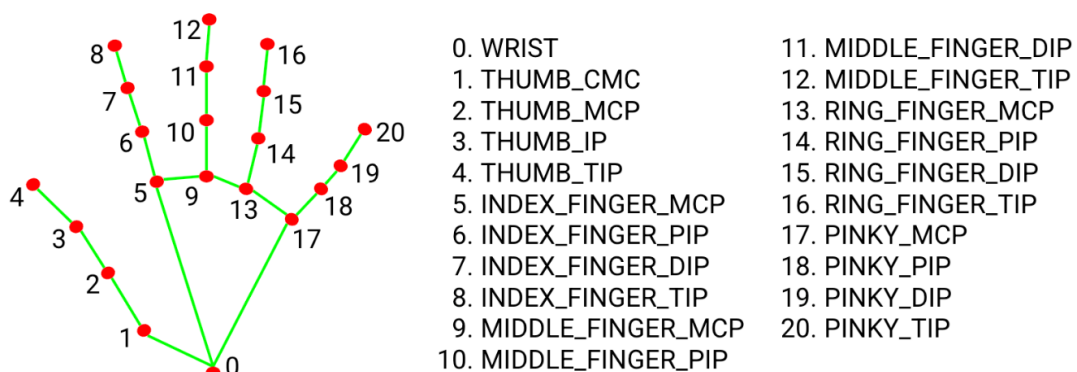 12
8
16
11
7
15
20
6
10
14
19
4
5
9
13
18
3
17
2
1
0
0. WRIST
1. THUMB_CMC
2. THUMB_MCP
3. THUMB_IP
4. THUMB_TIP
5. INDEX_FINGER_MCP
6. INDEX_FINGER_PIP
7. INDEX_FINGER_DIP
8. INDEX_FINGER_TIP
9. MIDDLE_FINGER_MCP
10. MIDDLE_FINGER_PIP
11. MIDDLE_FINGER_DIP
12. MIDDLE_FINGER_TIP
13. RING_FINGER_MCP
14. RING_FINGER_PIP
15. RING_FINGER_DIP
16. RING_FINGER_TIP
17. PINKY_MCP
18. PINKY_PIP
19. PINKY_DIP
20. PINKY_TIP